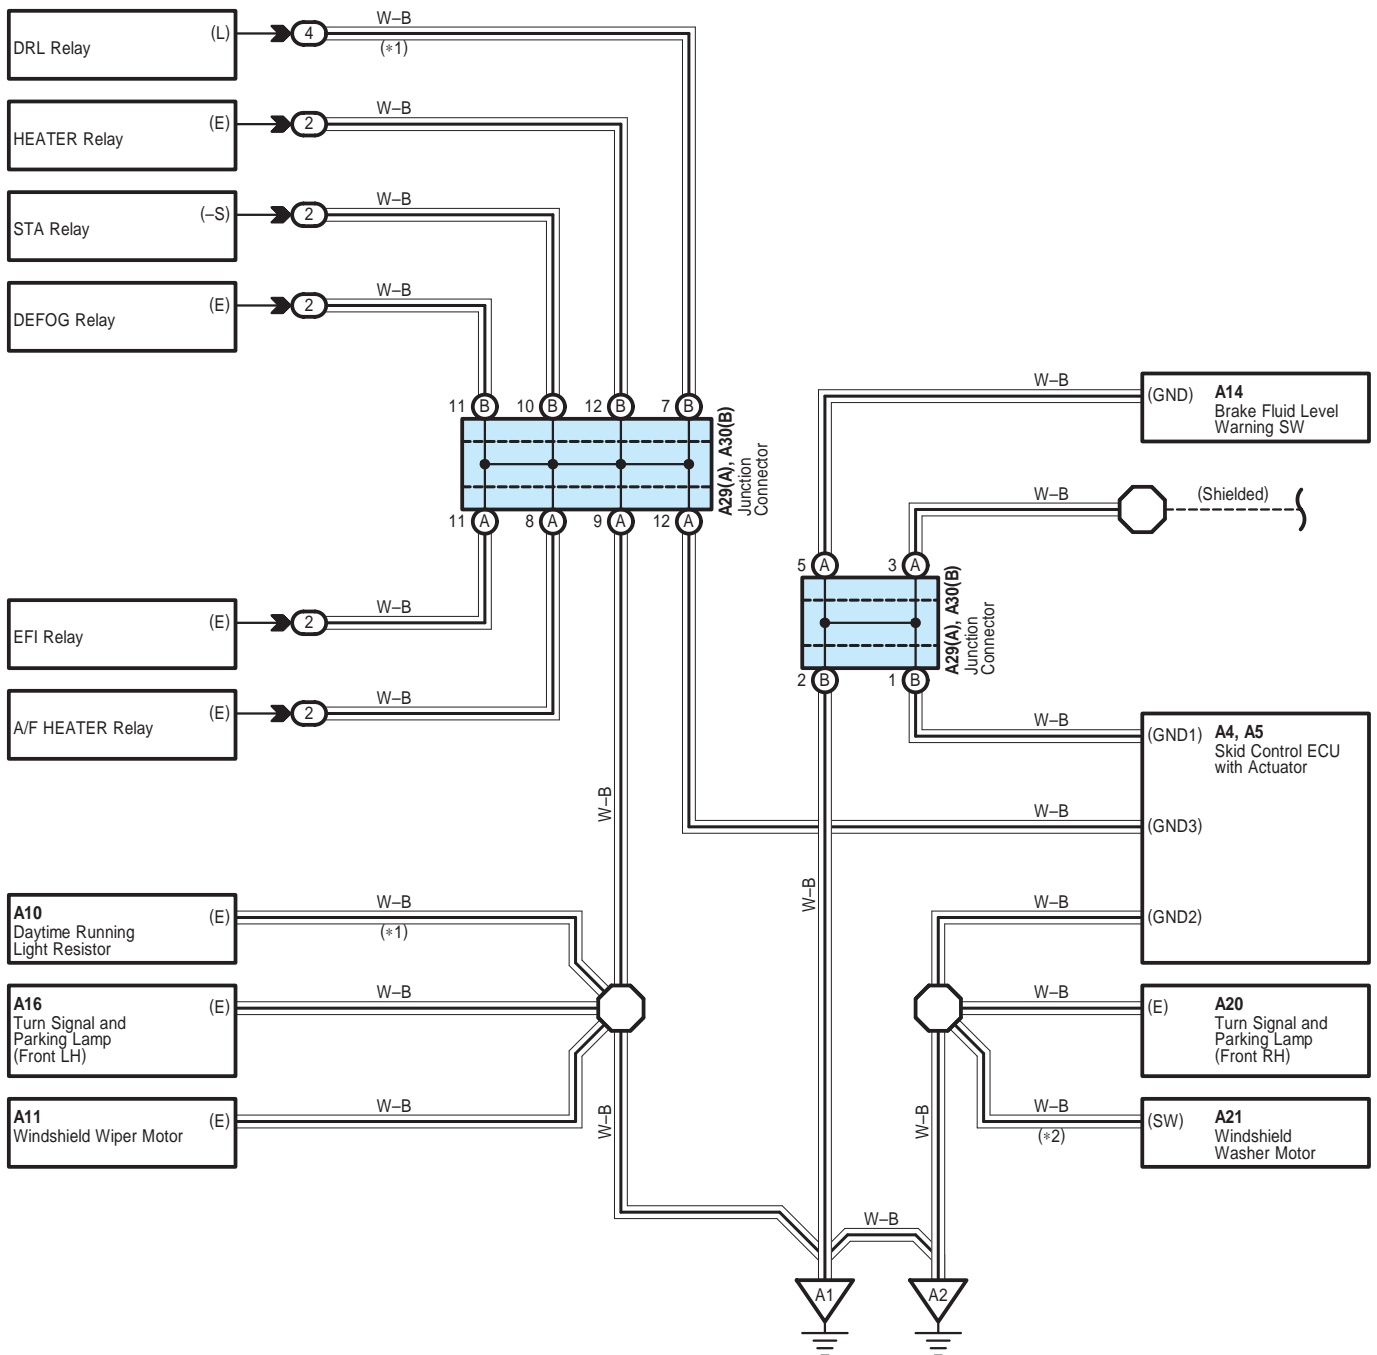 W–B
DRL Relay (L) 4
(∗1)
W–B
HEATER Relay (E) 2
W–B
STA Relay (–S) 2
W–B
DEFOG Relay (E) 2
11 B 10 B 12 B 7 B
A29(A), A30(B)
Junction
Connector
11 A 8 A 9 A 12 A
W–B
EFI Relay (E) 2
W–B
A/F HEATER Relay (E) 2
W–B
A10
Daytime Running
Light Resistor
(E)
W–B
(∗1)
A16
Turn Signal and
Parking Lamp
(Front LH)
(E)
W–B
A11
Windshield Wiper Motor
(E)
W–B
W–B
W–B
(GND)
A14
Brake Fluid Level
Warning SW
W–B
(Shielded)
5 A 3 A
A29(A), A30(B)
Junction
Connector
2 B 1 B
W–B
(GND1)
A4, A5
Skid Control ECU
with Actuator
W–B
(GND3)
W–B
W–B
(GND2)
W–B
(E)
A20
Turn Signal and
Parking Lamp
(Front RH)
W–B
(∗2)
(SW)
A21
Windshield
Washer Motor
W–B
W–B
A1 A2